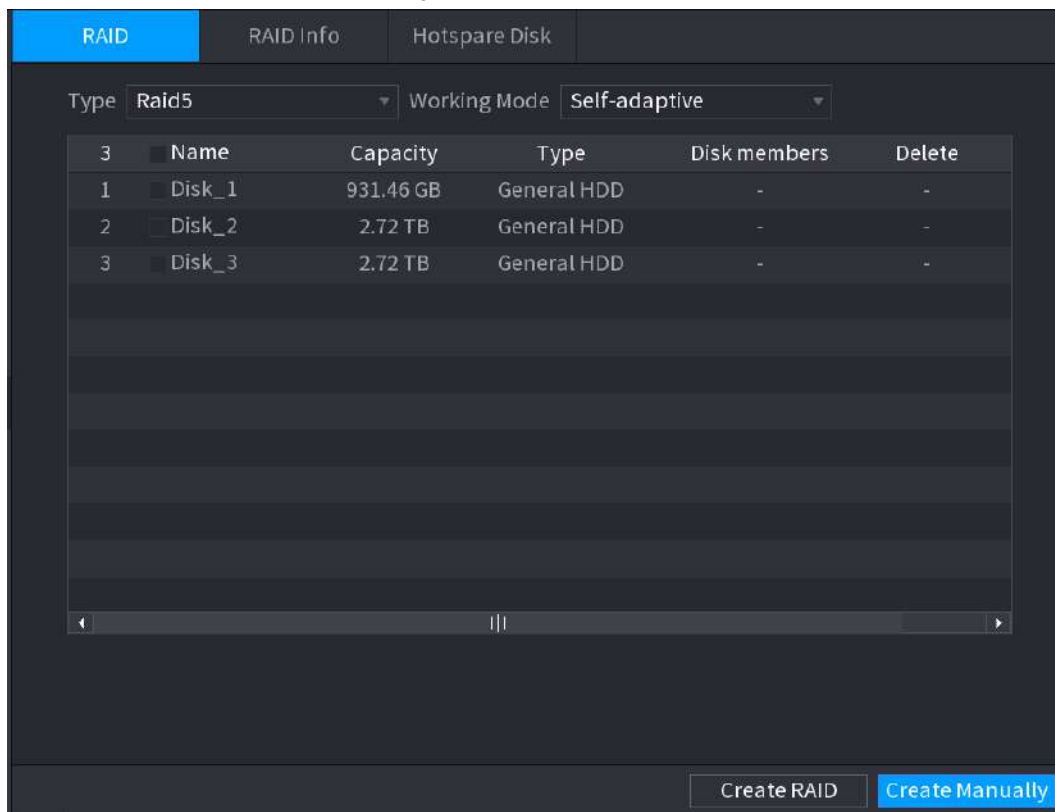 RAID RAID Info Hotspare Disk
Type Raid5 Working Mode Self-adaptive
3 Name Capacity Type Disk members Delete
1 Disk_1 931.46 GB General HDD - -
2 Disk_2 2.72 TB General HDD - -
3 Disk_3 2.72 TB General HDD - -
Create RAID Create Manually